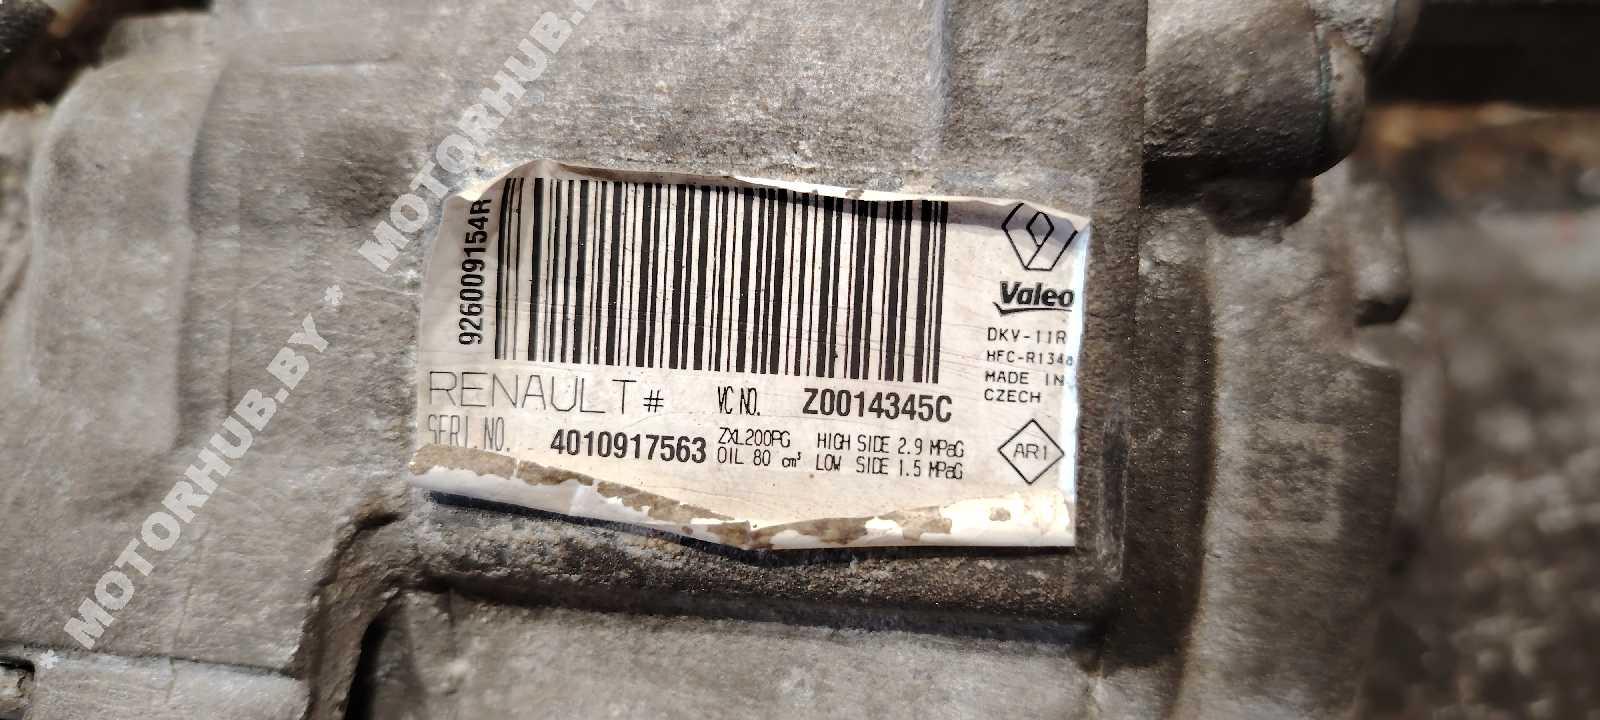 926009154R
Valeo
DKV-11R
HFC-R134a
MADE IN
CZECH
RENAULT # VC NO. Z0014345C
SERI NO. 4010917563
ZXL200PG HIGH SIDE 2.9 MPaG
OIL 80 cm³ LOW SIDE 1.5 MPaG
AR1
* MOTORHUB.BY * MOTORHUB.BY